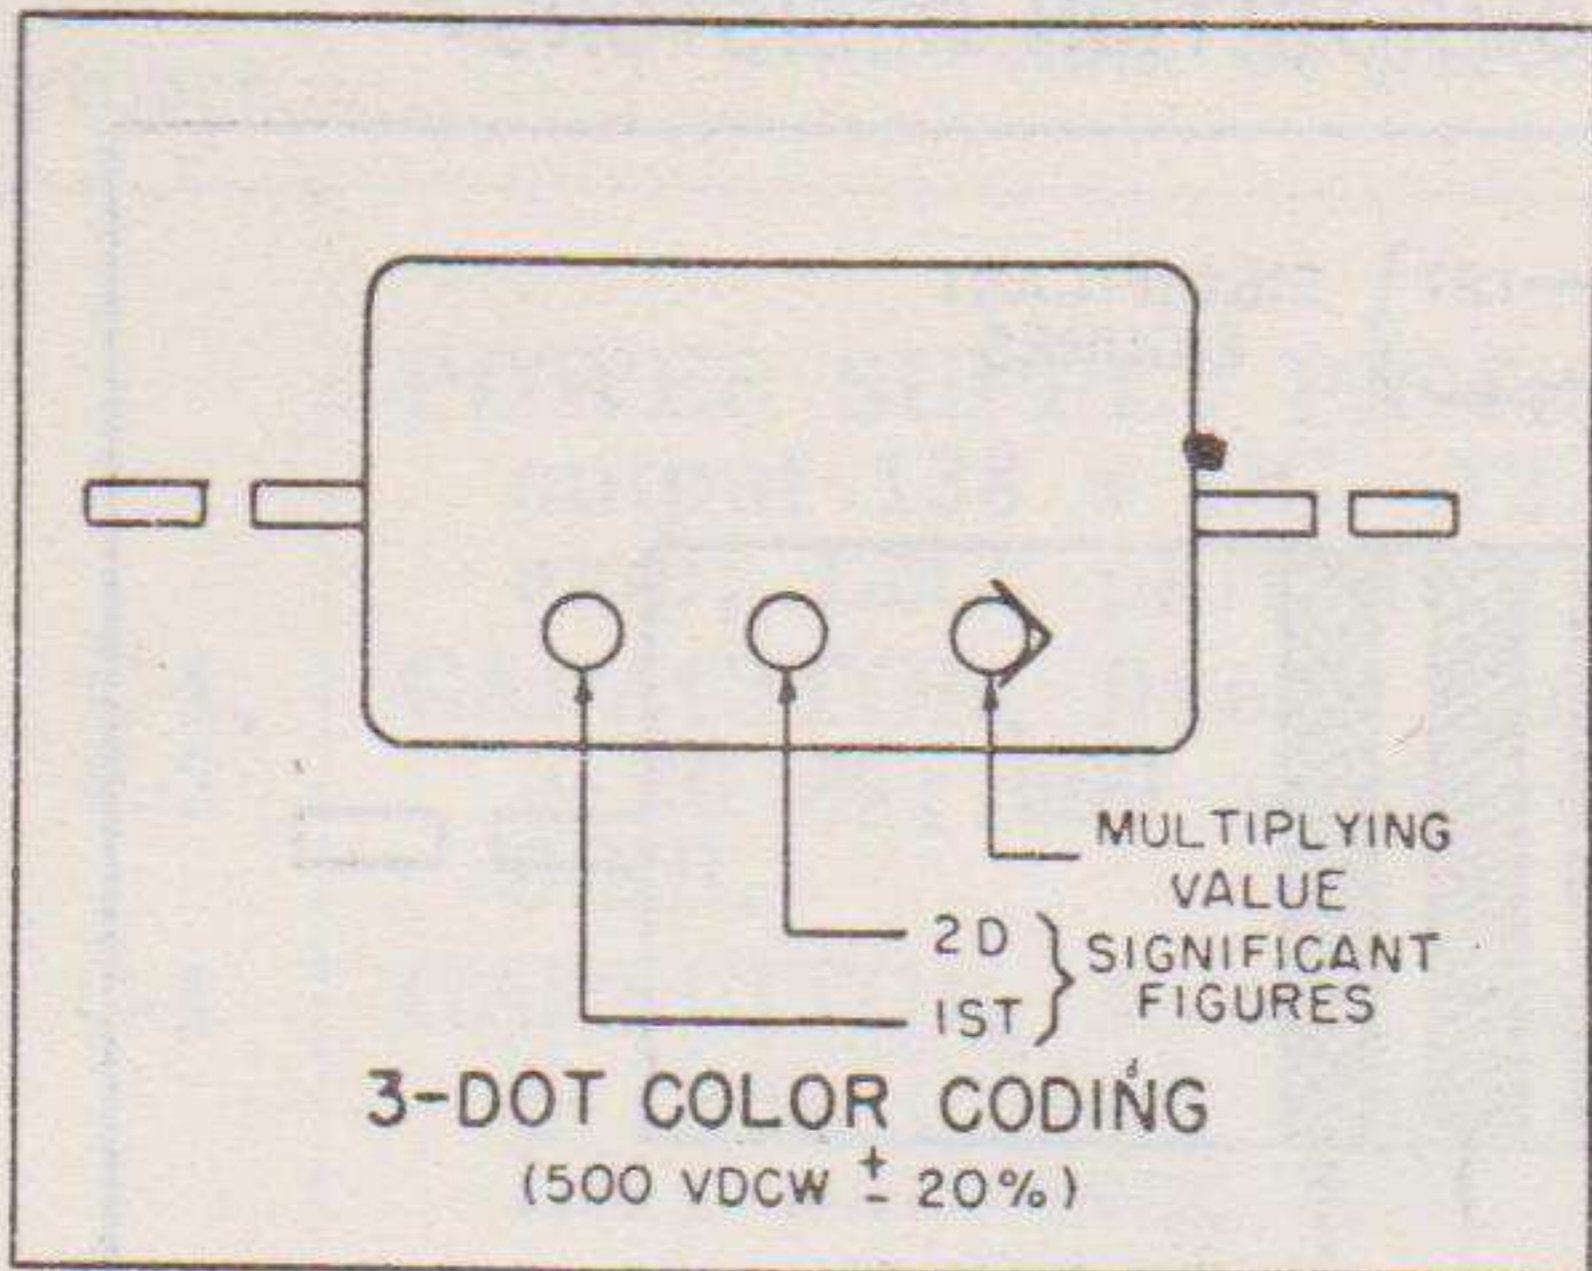 MULTIPLYING
VALUE
2D
SIGNIFICANT
1ST
FIGURES
3-DOT COLOR CODING
(500 VDCW ± 20%)